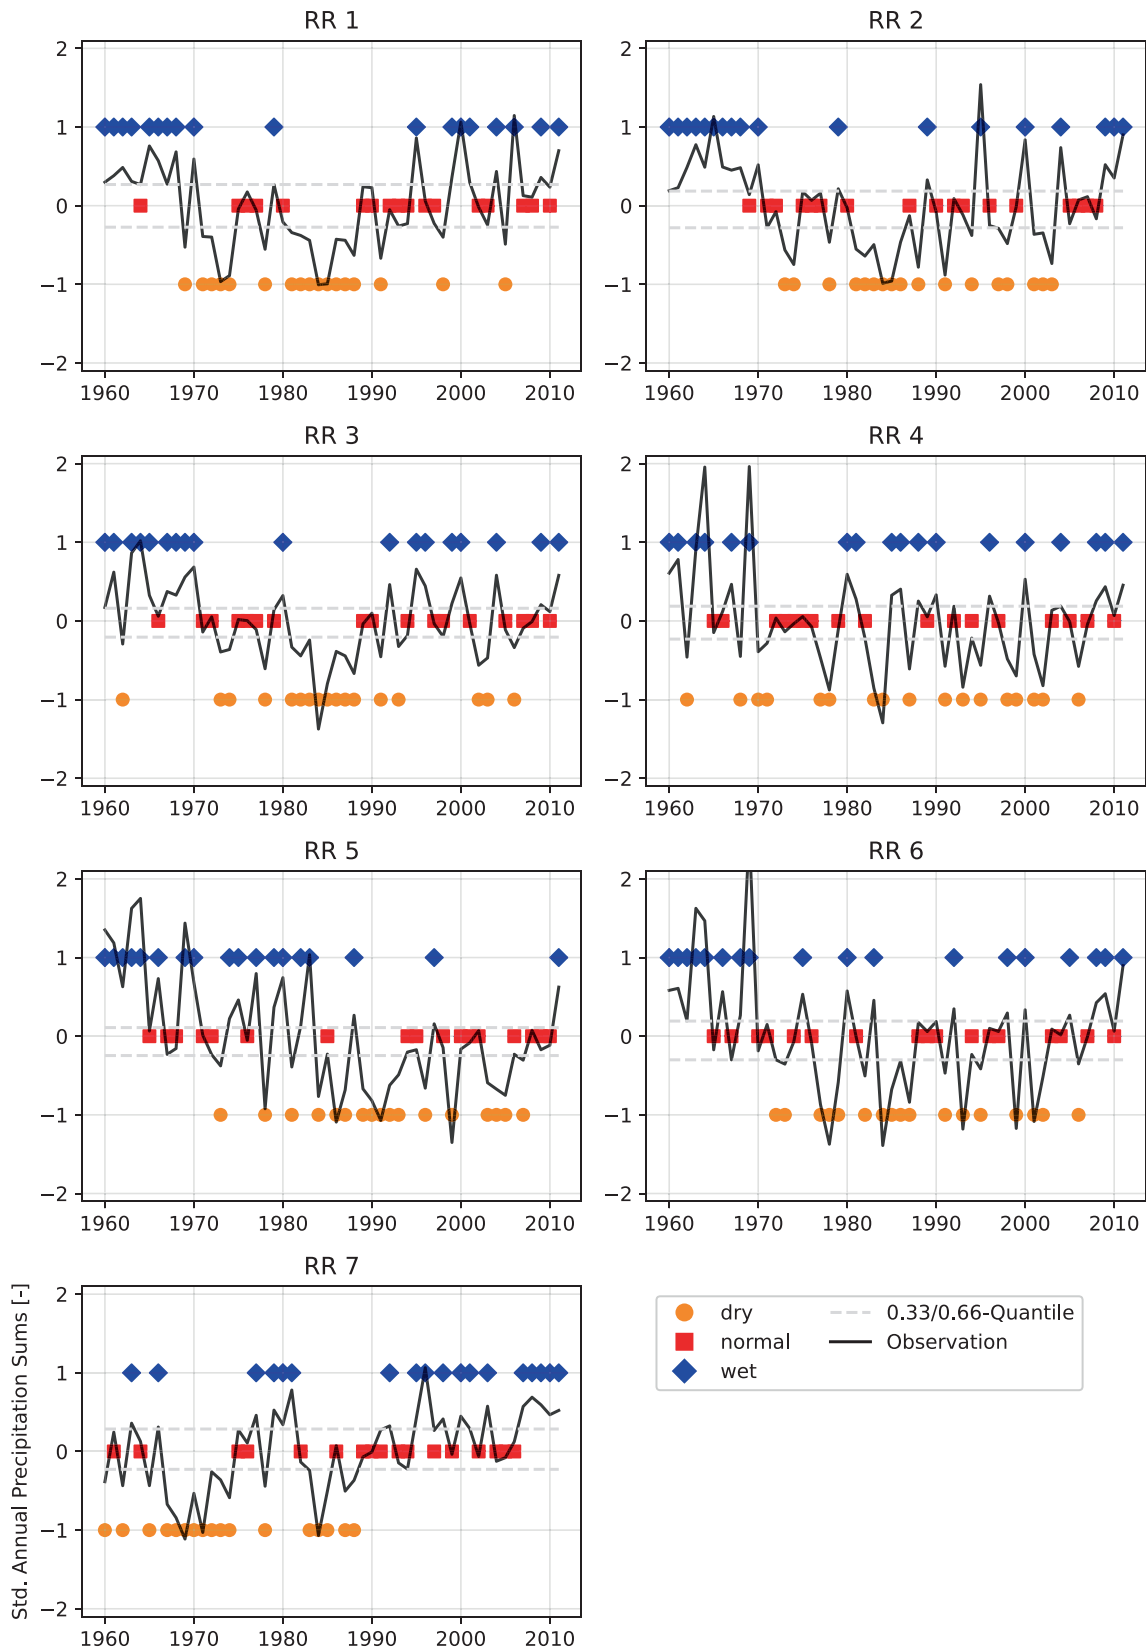 RR 1
2
1
0
−1
−2
1960 1970 1980 1990 2000 2010
RR 2
2
1
0
−1
−2
1960 1970 1980 1990 2000 2010
RR 3
2
1
0
−1
−2
1960 1970 1980 1990 2000 2010
RR 4
2
1
0
−1
−2
1960 1970 1980 1990 2000 2010
RR 5
2
1
0
−1
−2
1960 1970 1980 1990 2000 2010
RR 6
2
1
0
−1
−2
1960 1970 1980 1990 2000 2010
RR 7
Std. Annual Precipitation Sums [-]
2
1
0
−1
−2
1960 1970 1980 1990 2000 2010
dry
normal
wet
0.33/0.66-Quantile
Observation